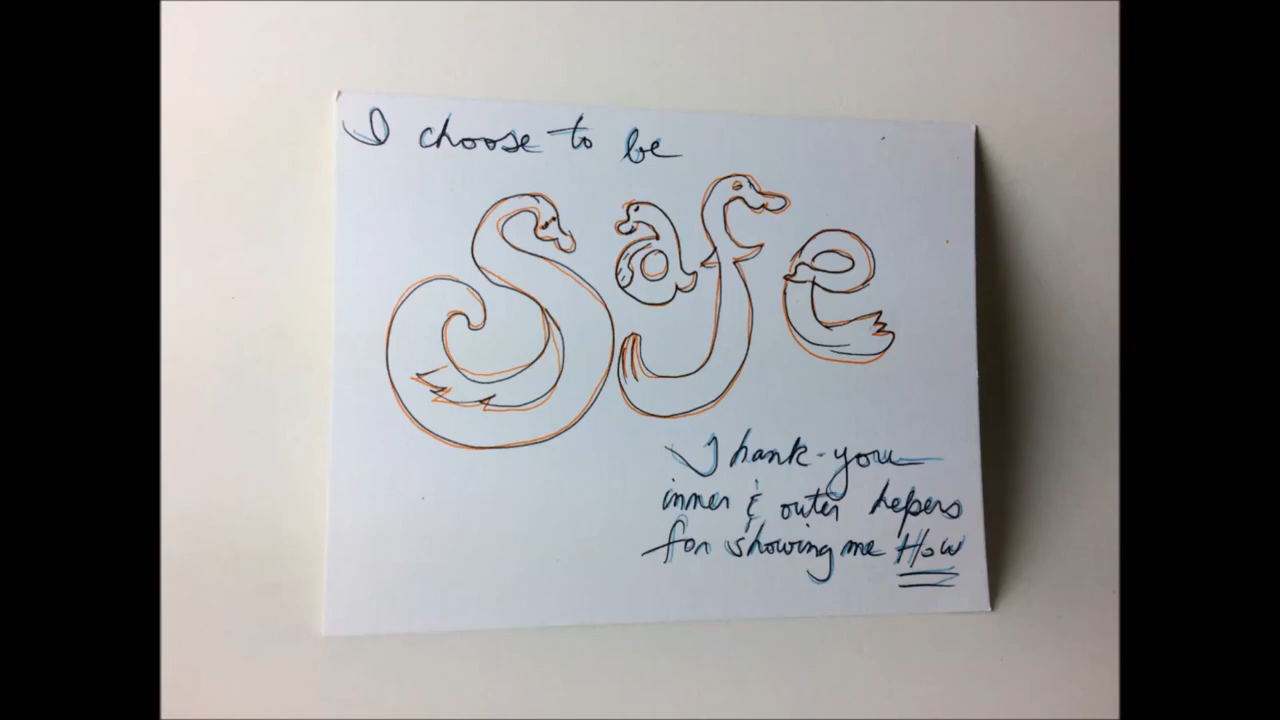 I choose to be
Safe
Thank-you
inner & outer helpers
for showing me How